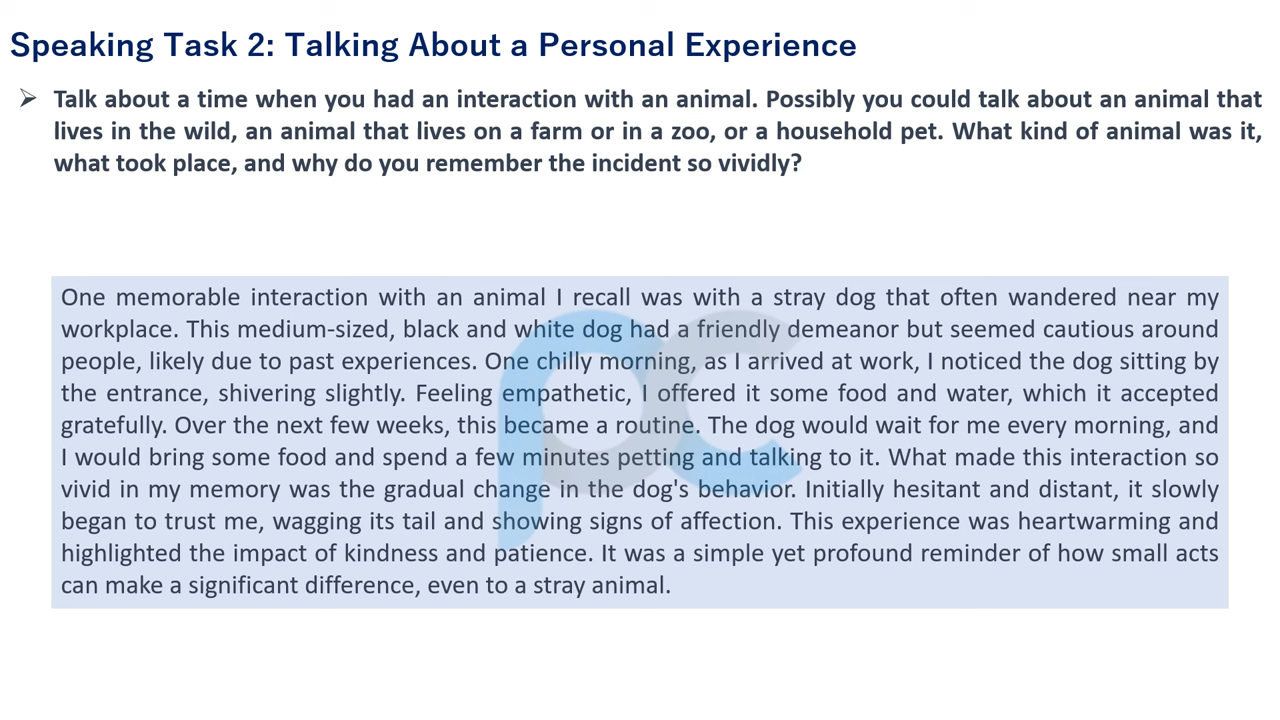 Speaking Task 2: Talking About a Personal Experience
➢ Talk about a time when you had an interaction with an animal. Possibly you could talk about an animal that
lives in the wild, an animal that lives on a farm or in a zoo, or a household pet. What kind of animal was it,
what took place, and why do you remember the incident so vividly?
One memorable interaction with an animal I recall was with a stray dog that often wandered near my
workplace. This medium-sized, black and white dog had a friendly demeanor but seemed cautious around
people, likely due to past experiences. One chilly morning, as I arrived at work, I noticed the dog sitting by
the entrance, shivering slightly. Feeling empathetic, I offered it some food and water, which it accepted
gratefully. Over the next few weeks, this became a routine. The dog would wait for me every morning, and
I would bring some food and spend a few minutes petting and talking to it. What made this interaction so
vivid in my memory was the gradual change in the dog's behavior. Initially hesitant and distant, it slowly
began to trust me, wagging its tail and showing signs of affection. This experience was heartwarming and
highlighted the impact of kindness and patience. It was a simple yet profound reminder of how small acts
can make a significant difference, even to a stray animal.
pc